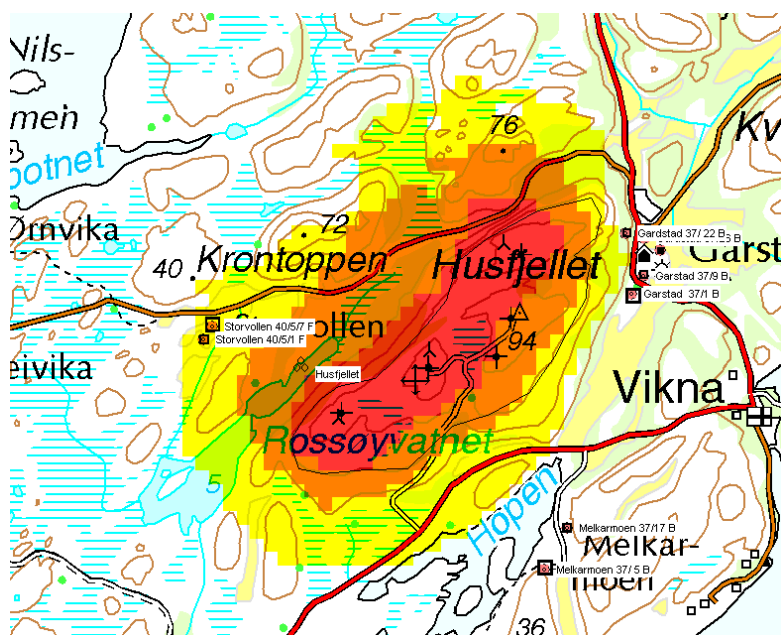 Nils-
men
76
Kv
botnet
Ørnvika
72
Gardstad 37/ 22 B
40
Krontoppen
Husfjellet
Garst
Garstad 37/9 B
Garstad 37/1 B
Storvollen 40/5/7 F
ollen
Storvollen 40/5/1 F
94
eivika
Husfjellet
Vikna
Rossøyvatnet
5
Hopen
Melkarmoen 37/17 B
Melkar-
moen
Melkarmoen 37/ 5 B
36